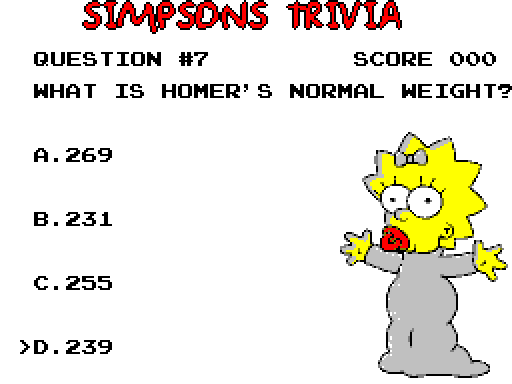 SIMPSONS TRIVIA
QUESTION #7 SCORE 000
WHAT IS HOMER'S NORMAL WEIGHT?
A.269
B.231
C.255
>D.239